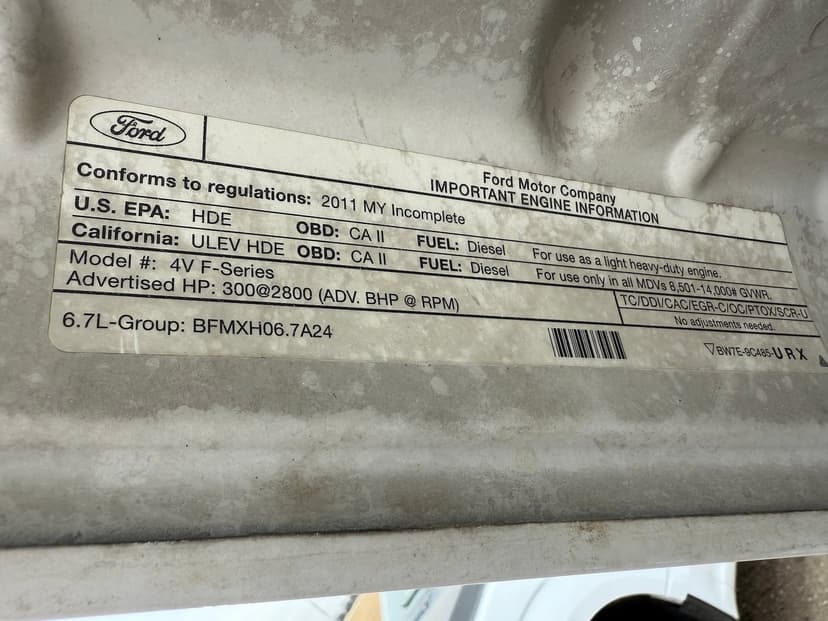 Ford
Ford Motor Company
IMPORTANT ENGINE INFORMATION
Conforms to regulations: 2011 MY Incomplete
U.S. EPA: HDE OBD: CA II FUEL: Diesel For use as a light heavy-duty engine.
California: ULEV HDE OBD: CA II FUEL: Diesel For use only in all MDVs 8,501-14,000# GVWR.
Model #: 4V F-Series
TC/DDI/CAC/EGR-C/OC/PTOX/SCR-U
Advertised HP: 300@2800 (ADV. BHP @ RPM)
No adjustments needed.
6.7L-Group: BFMXH06.7A24
BW7E-9C485-URX